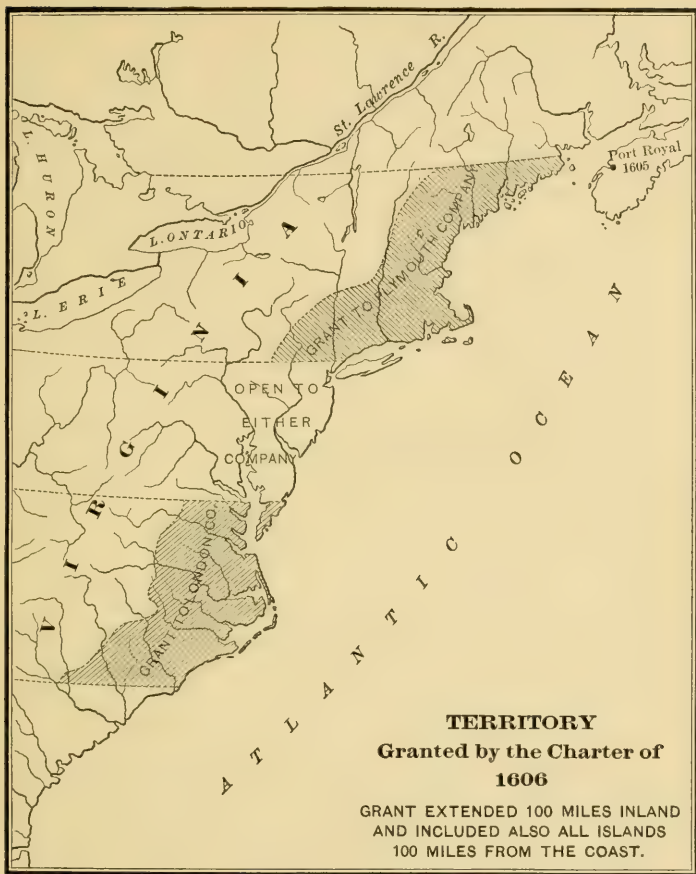 St. Lawrence R.
L. HURON
Port Royal
1605
L. ONTARIO
L. ERIE
VIRGINIA
GRANT TO PLYMOUTH COMPANY
OPEN TO
EITHER
COMPANY
GRANT TO LONDON CO.
ATLANTIC OCEAN
TERRITORY
Granted by the Charter of
1606
GRANT EXTENDED 100 MILES INLAND
AND INCLUDED ALSO ALL ISLANDS
100 MILES FROM THE COAST.